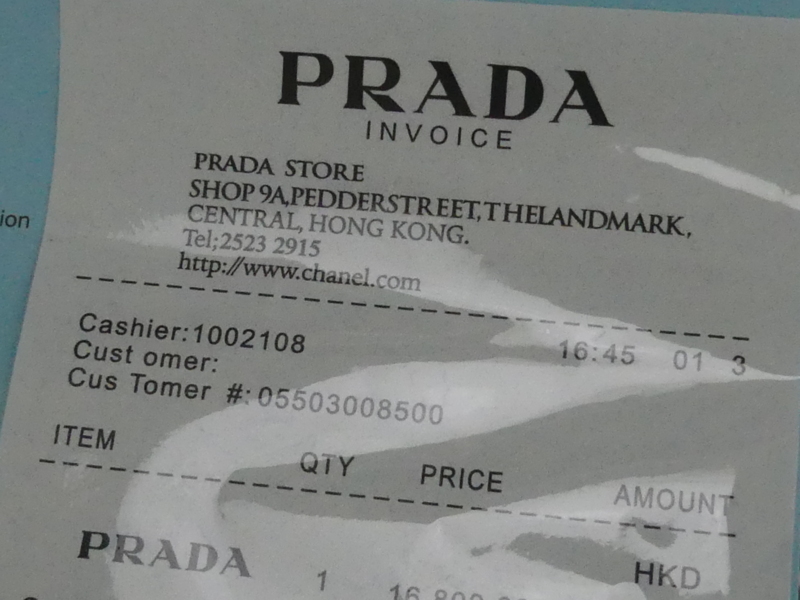 ion
PRADA
INVOICE
PRADA STORE
SHOP 9A,PEDDERSTREET,THELANDMARK,
CENTRAL, HONG KONG.
Tel;2523 2915
http://www.chanel.com
Cashier:1002108 16:45 01 3
Cust omer:
Cus Tomer #:05503008500
ITEM QTY PRICE AMOUNT
HKD
PRADA 1